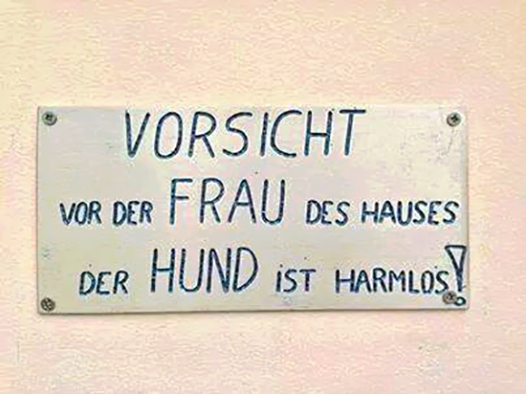 VORSICHT
VOR DER FRAU DES HAUSES
DER HUND IST HARMLOS!